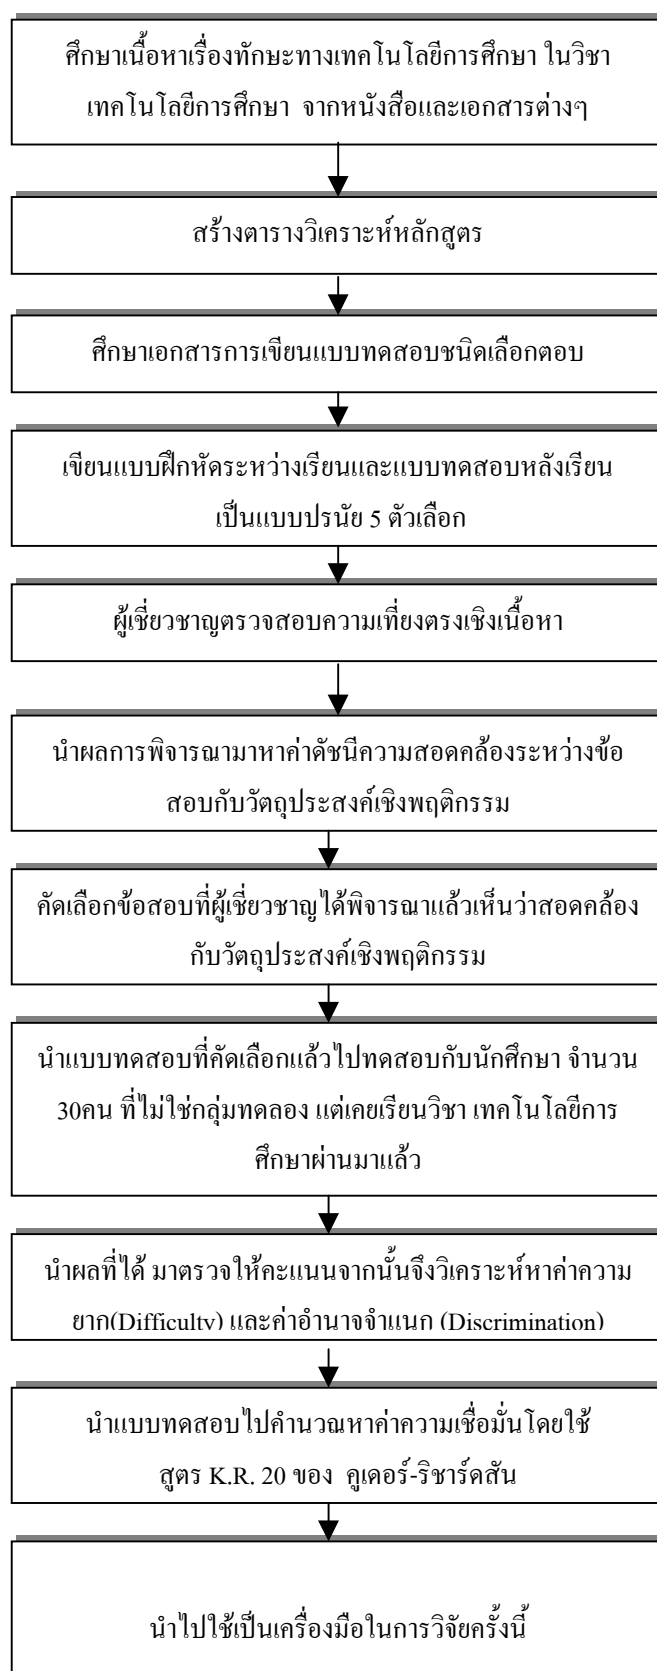 ศึกษาเนื้อหาเรื่องทักษะทางเทคโนโลยีการศึกษา ในวิชา
เทคโนโลยีการศึกษา จากหนังสือและเอกสารต่างๆ
สร้างตารางวิเคราะห์หลักสูตร
ศึกษาเอกสารการเขียนแบบทดสอบชนิดเลือกตอบ
เขียนแบบฝึกหัดระหว่างเรียนและแบบทดสอบหลังเรียน
เป็นแบบปรนัย 5 ตัวเลือก
ผู้เชี่ยวชาญตรวจสอบความเที่ยงตรงเชิงเนื้อหา
นำผลการพิจารณามาหาค่าดัชนีความสอดคล้องระหว่างข้อ
สอบกับวัตถุประสงค์เชิงพฤติกรรม
คัดเลือกข้อสอบที่ผู้เชี่ยวชาญได้พิจารณาแล้วเห็นว่าสอดคล้อง
กับวัตถุประสงค์เชิงพฤติกรรม
นำแบบทดสอบที่คัดเลือกแล้วไปทดสอบกับนักศึกษา จำนวน
30คน ที่ไม่ใช่กลุ่มทดลอง แต่เคยเรียนวิชา เทคโนโลยีการ
ศึกษาผ่านมาแล้ว
นำผลที่ได้ มาตรวจให้คะแนนจากนั้นจึงวิเคราะห์หาค่าความ
ยาก(Difficulty) และค่าอำนาจจำแนก (Discrimination)
นำแบบทดสอบไปคำนวณหาค่าความเชื่อมั่นโดยใช้
สูตร K.R. 20 ของ คูเดอร์-ริชาร์ดสัน
นำไปใช้เป็นเครื่องมือในการวิจัยครั้งนี้